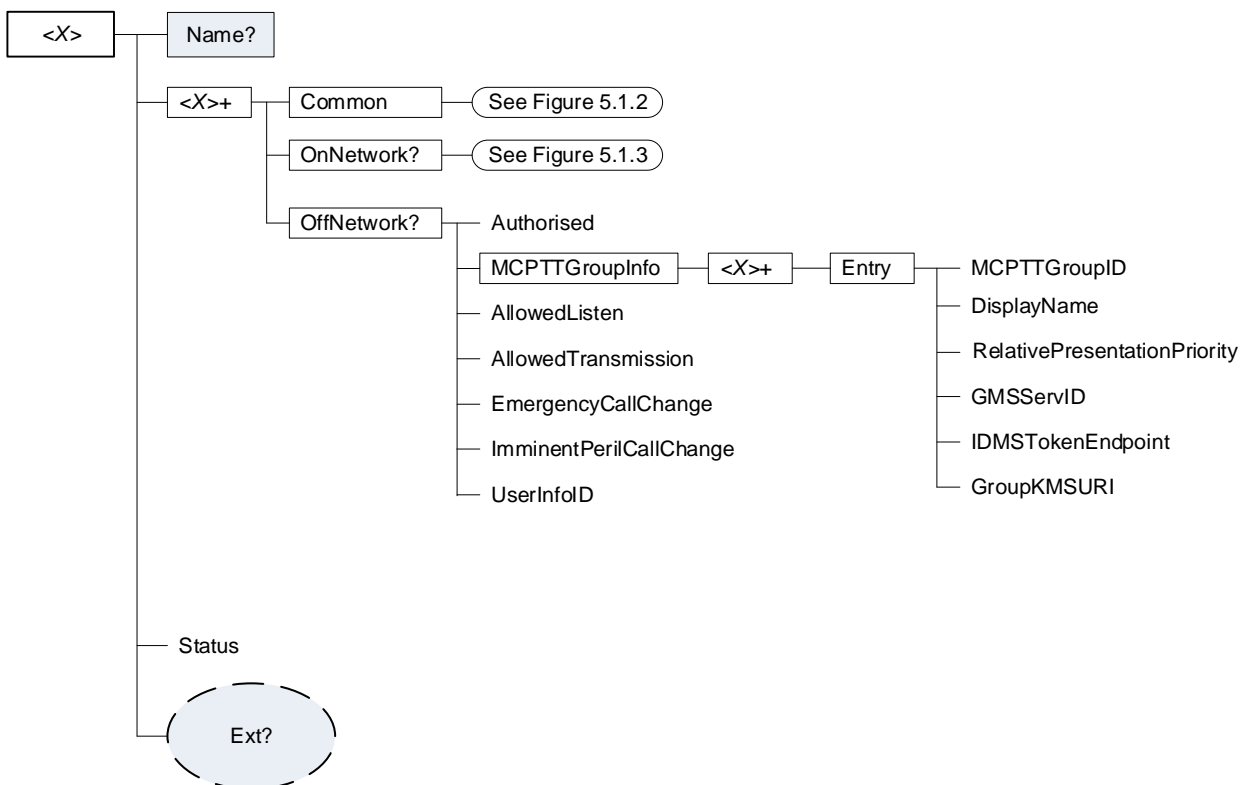 <X>
Name?
<X>+
Common
See Figure 5.1.2
OnNetwork?
See Figure 5.1.3
OffNetwork?
Authorised
MCPTTGroupInfo
<X>+
Entry
MCPTTGroupID
DisplayName
RelativePresentationPriority
GMSServID
IDMSTokenEndpoint
GroupKMSURI
AllowedListen
AllowedTransmission
EmergencyCallChange
ImminentPerilCallChange
UserInfoID
Status
Ext?